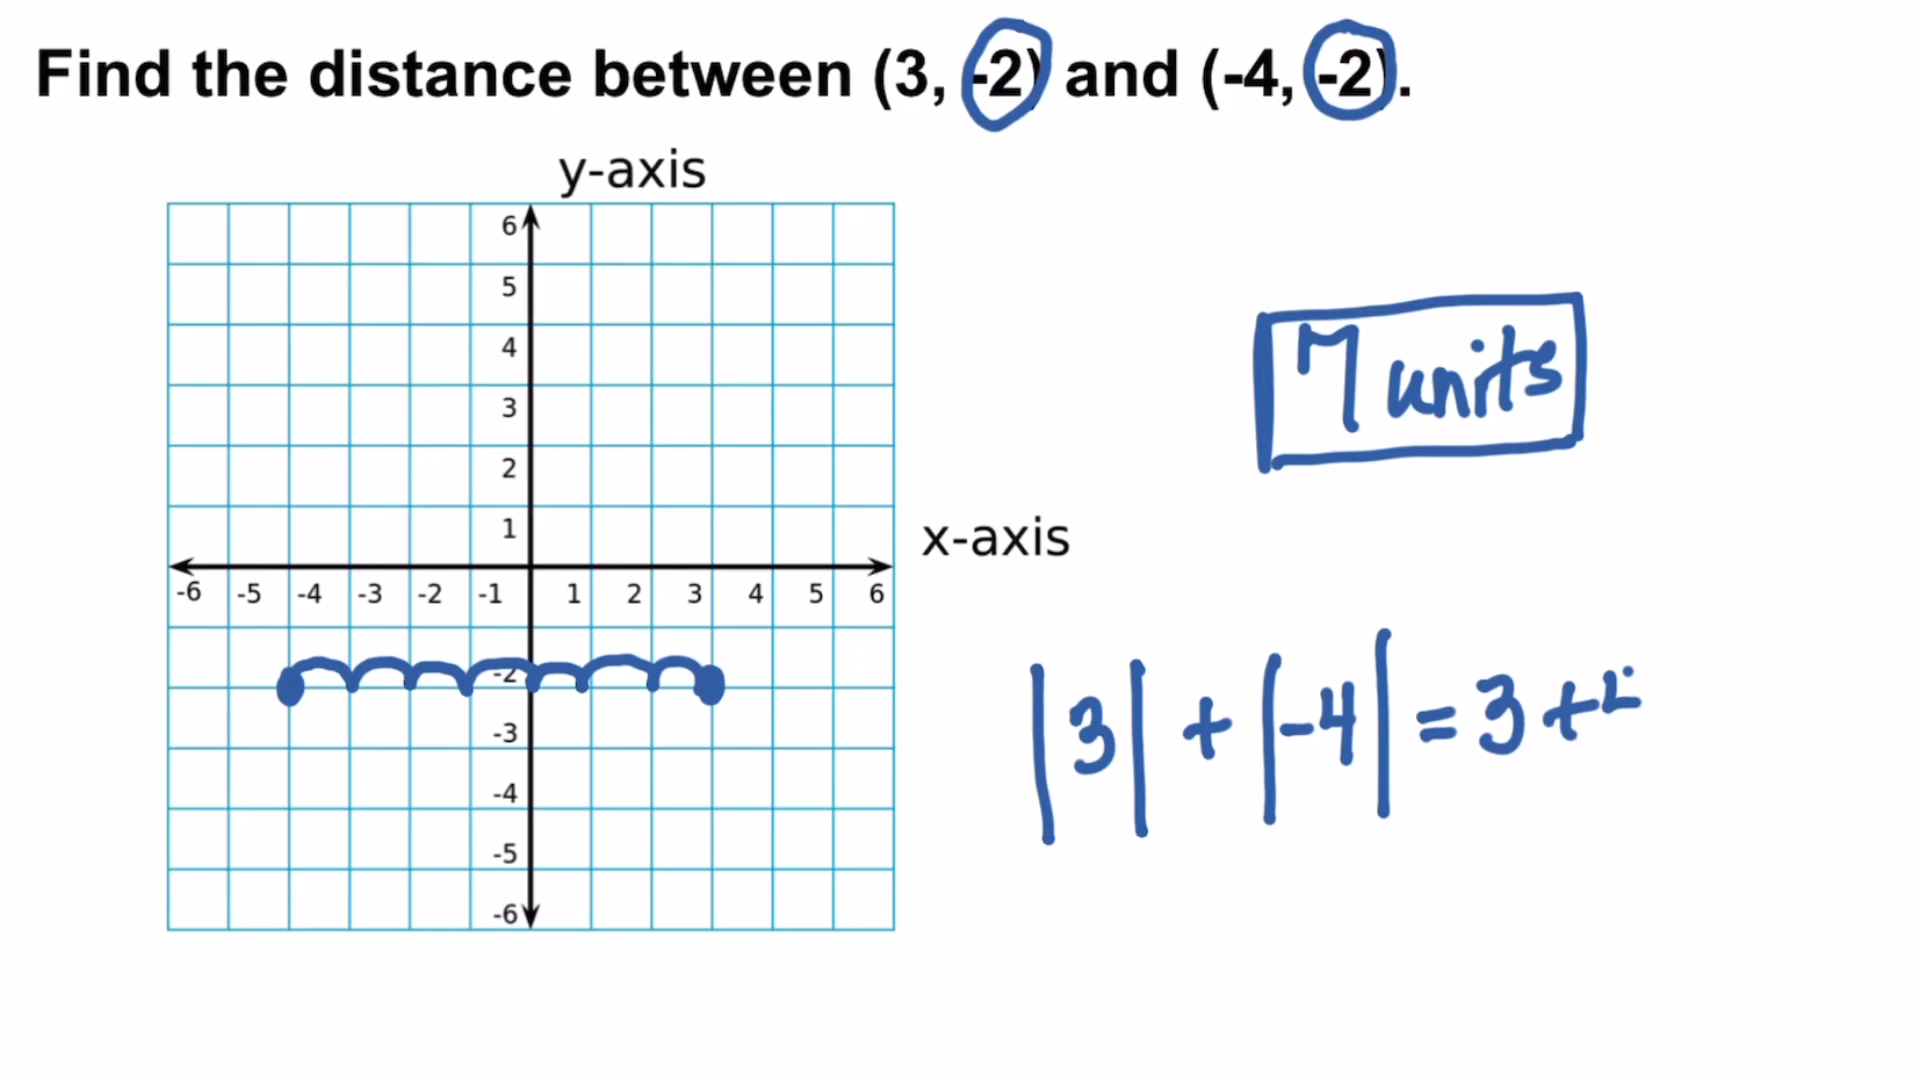 Find the distance between (3, -2) and (-4, -2).
y-axis
6
5
4
3
2
1
x-axis
-6 -5 -4 -3 -2 -1 1 2 3 4 5 6
-2
-3
-4
-5
-6
7 units
|3| + |-4| = 3 +